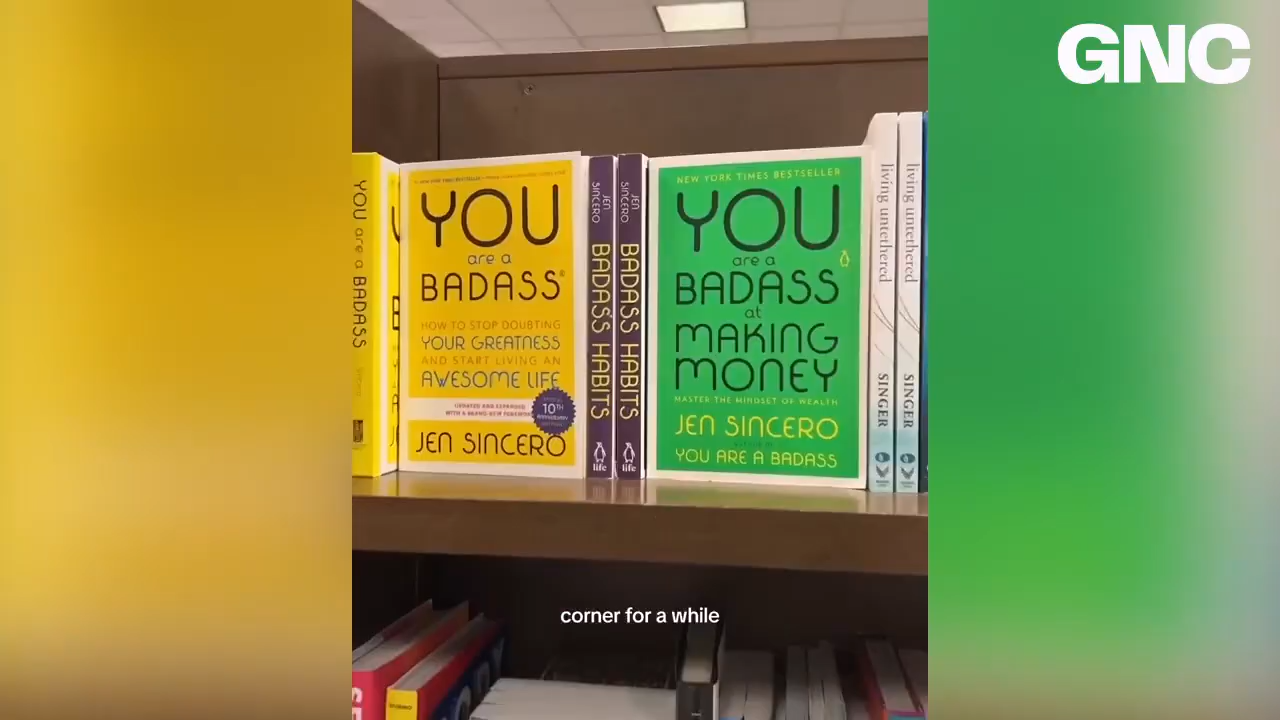 GNC
YOU are a BADASS
NEW YORK TIMES BESTSELLER
YOU
are a
BADASS®
HOW TO STOP DOUBTING
YOUR GREATNESS
AND START LIVING AN
AWESOME LIFE
UPDATED AND EXPANDED
WITH A BRAND-NEW FOREWORD
10TH
Anniversary
JEN SINCERO
JEN SINCERO
BADASS HABITS
life
JEN SINCERO
BADASS HABITS
life
NEW YORK TIMES BESTSELLER
YOU
are a
BADASS
at
MAKING
MONEY
MASTER THE MINDSET OF WEALTH
JEN SINCERO
YOU ARE A BADASS
living untethered
SINGER
living untethered
SINGER
corner for a while